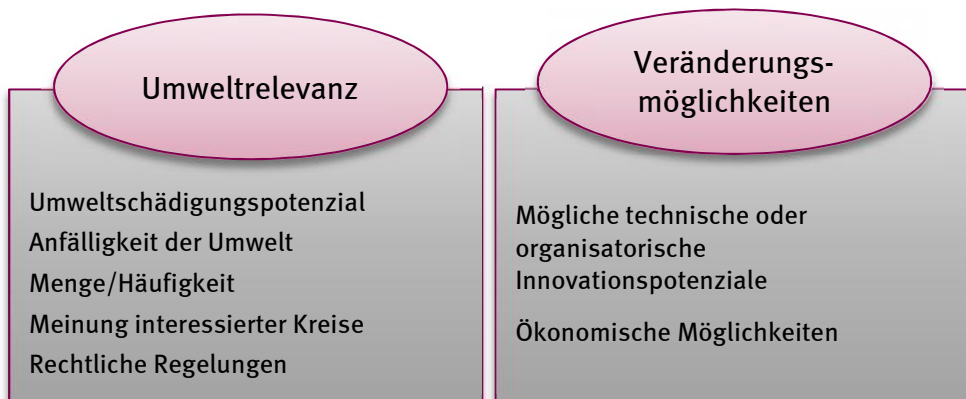 Umweltrelevanz
Umweltschädigungspotenzial
Anfälligkeit der Umwelt
Menge/Häufigkeit
Meinung interessierter Kreise
Rechtliche Regelungen
Veränderungs-
möglichkeiten
Mögliche technische oder
organisatorische
Innovationspotenziale
Ökonomische Möglichkeiten